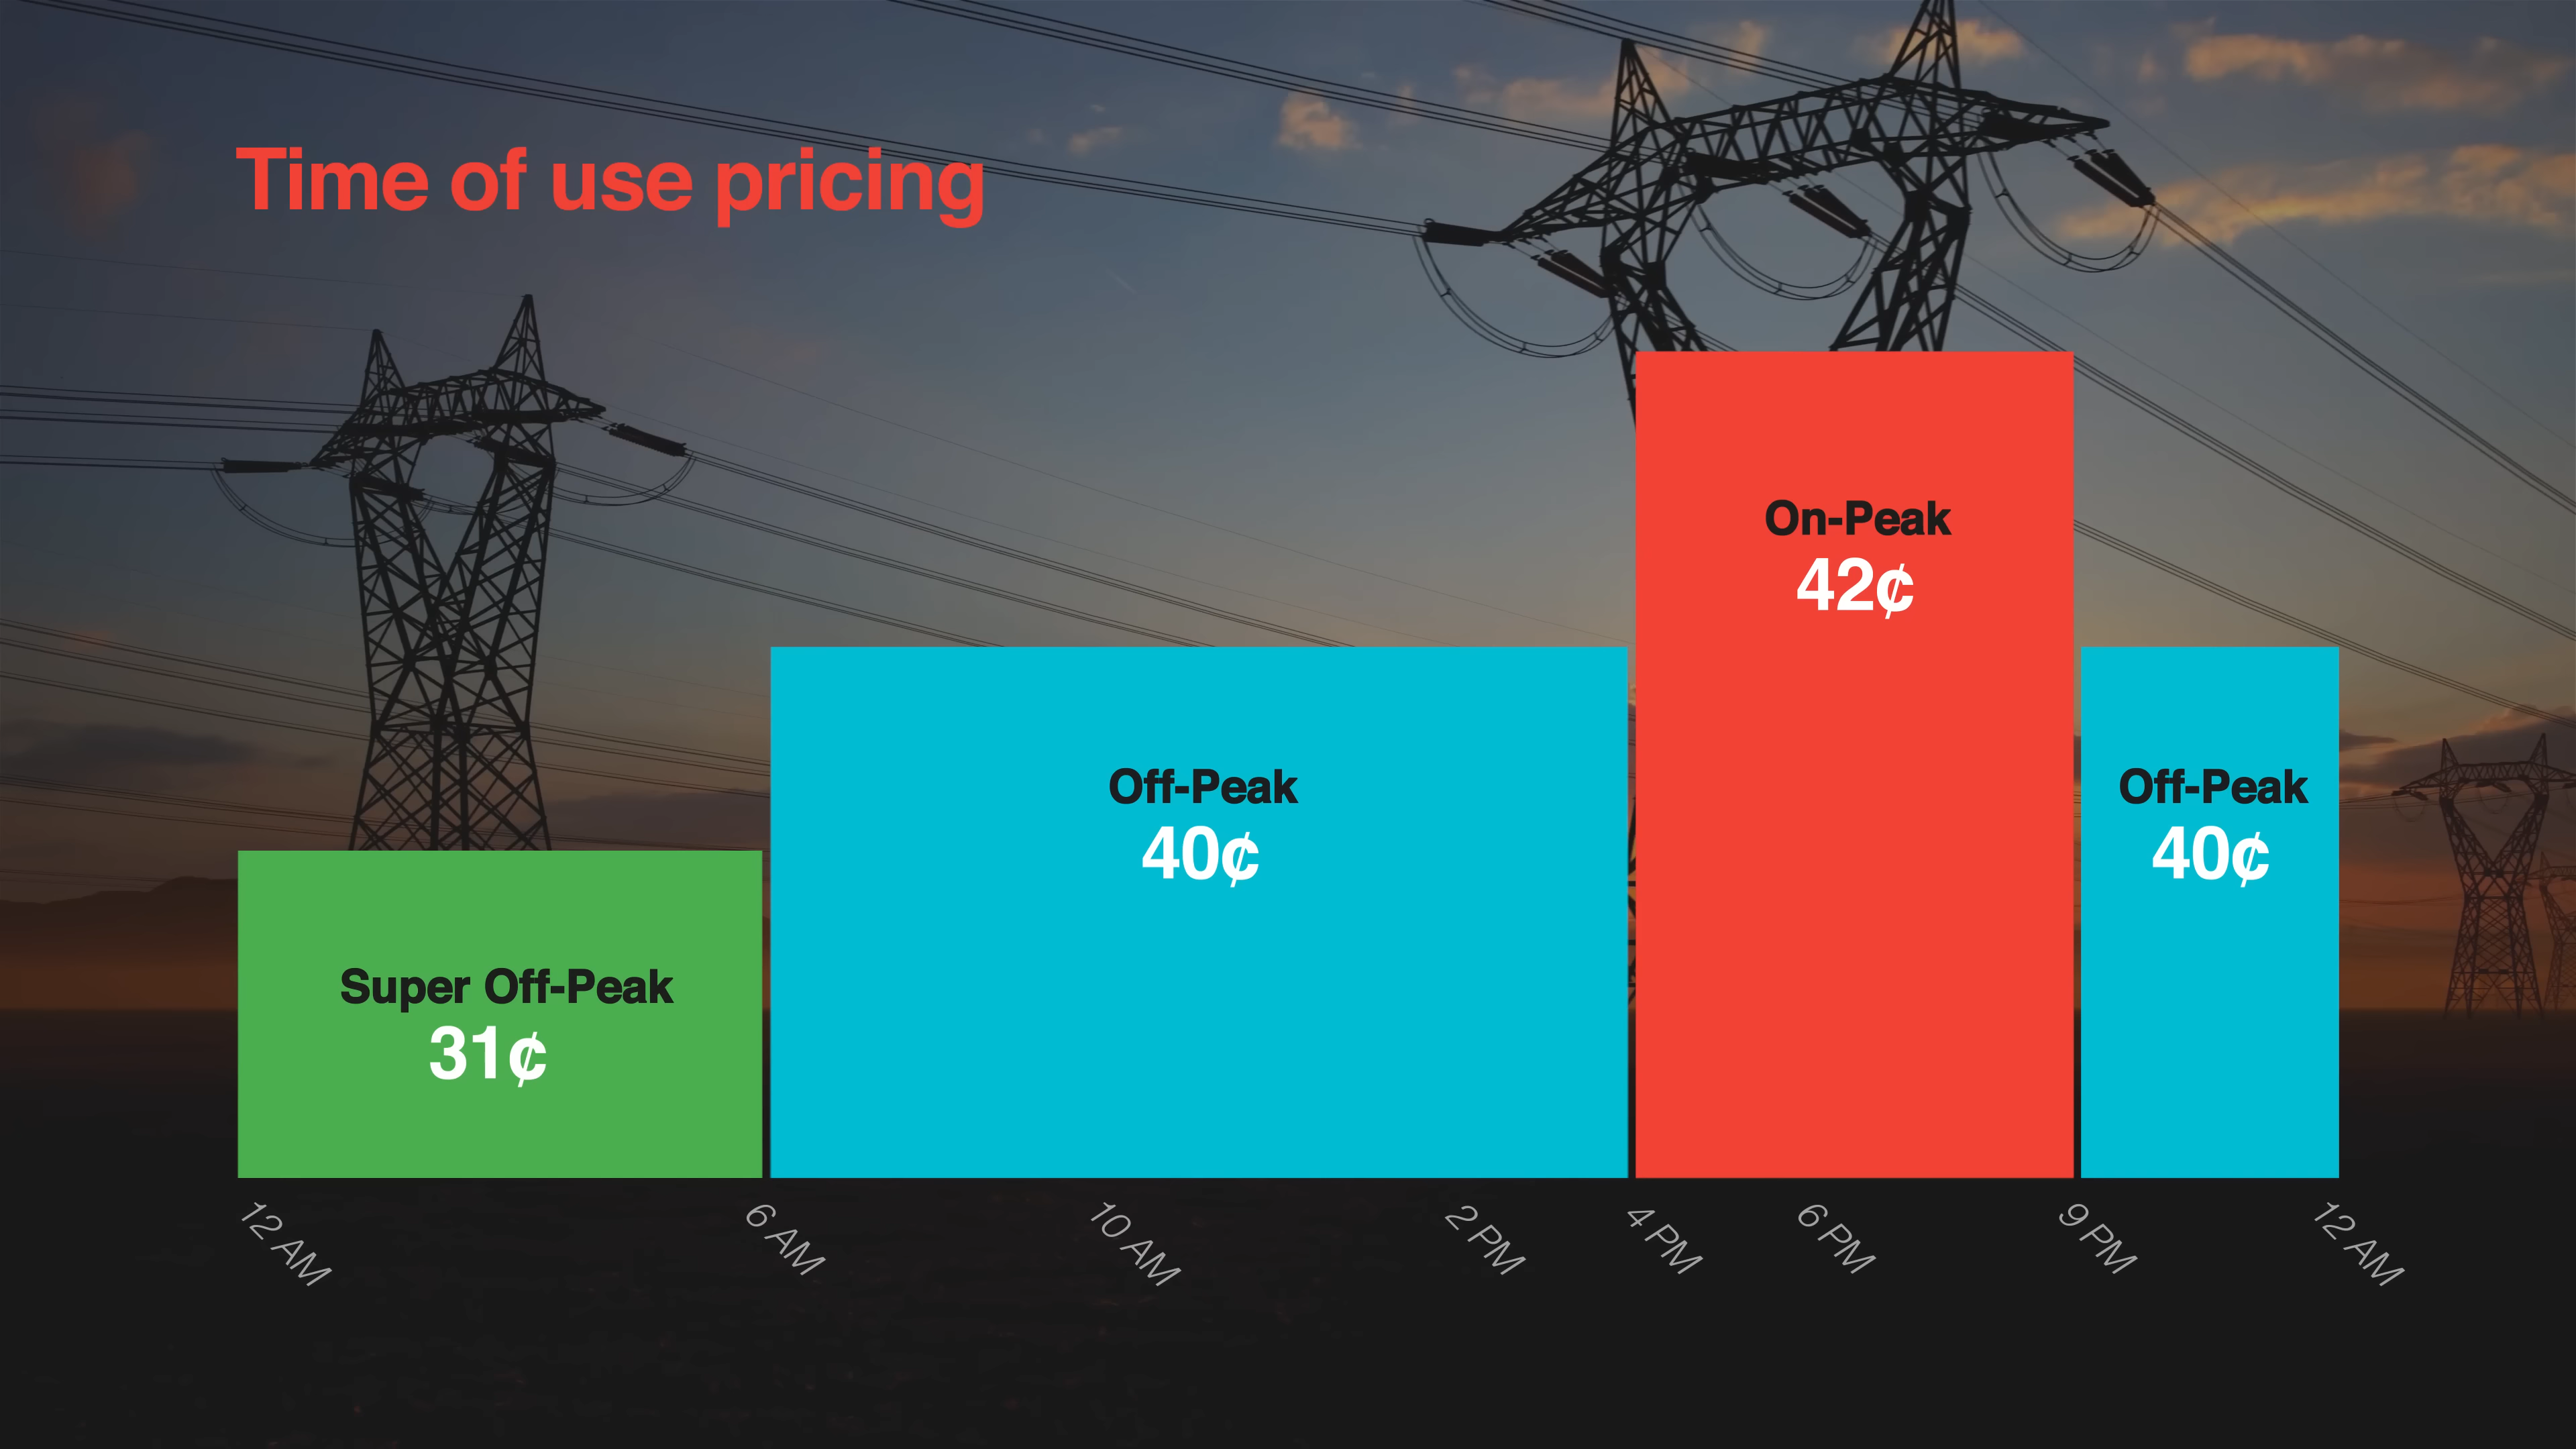 Time of use pricing
On-Peak
42¢
Off-Peak
40¢
Off-Peak
40¢
Super Off-Peak
31¢
12 AM
6 AM
10 AM
2 PM
4 PM
6 PM
9 PM
12 AM